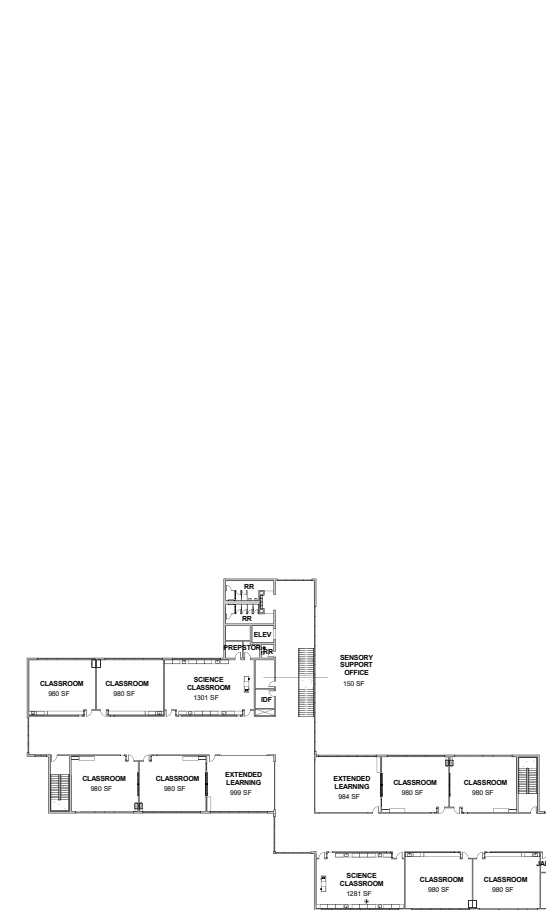 RR
RR
ELEV
PREP
STOR
RR
SENSORY
SUPPORT
OFFICE
150 SF
CLASSROOM
980 SF
CLASSROOM
980 SF
SCIENCE
CLASSROOM
1301 SF
IDF
CLASSROOM
980 SF
CLASSROOM
980 SF
EXTENDED
LEARNING
999 SF
EXTENDED
LEARNING
984 SF
CLASSROOM
980 SF
CLASSROOM
980 SF
SCIENCE
CLASSROOM
1281 SF
CLASSROOM
980 SF
CLASSROOM
980 SF